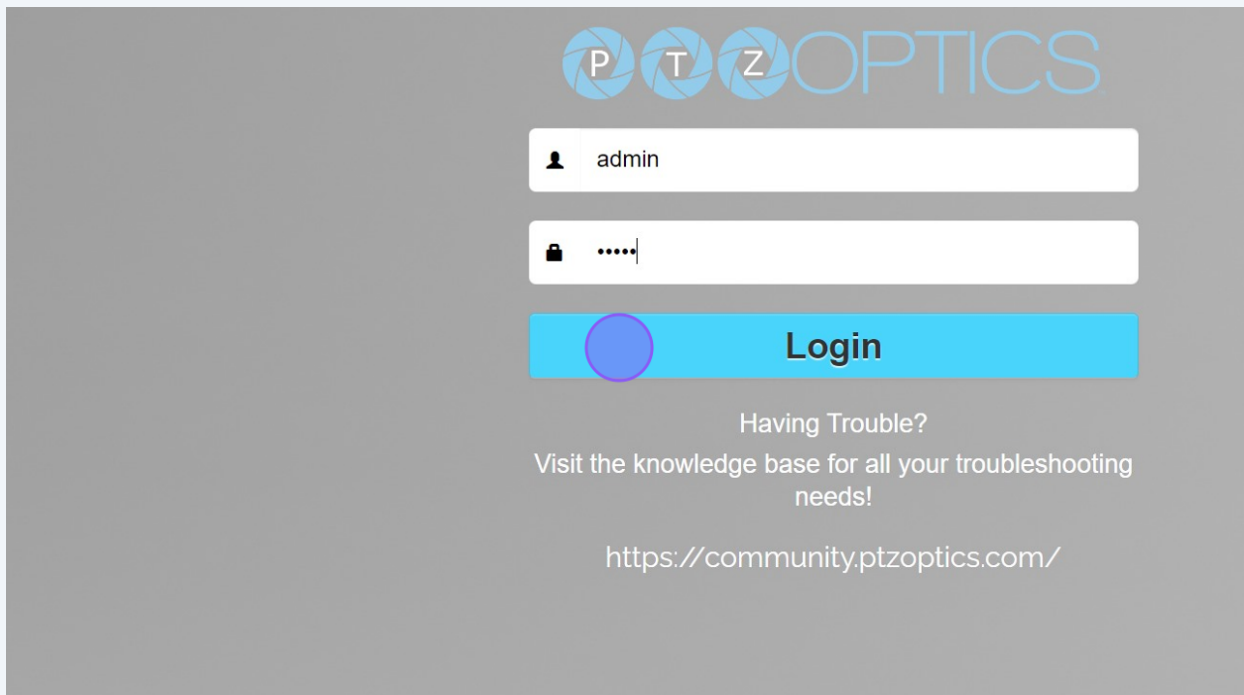 PTZOPTICS
admin
•••••
Login
Having Trouble?
Visit the knowledge base for all your troubleshooting
needs!
https://community.ptzoptics.com/